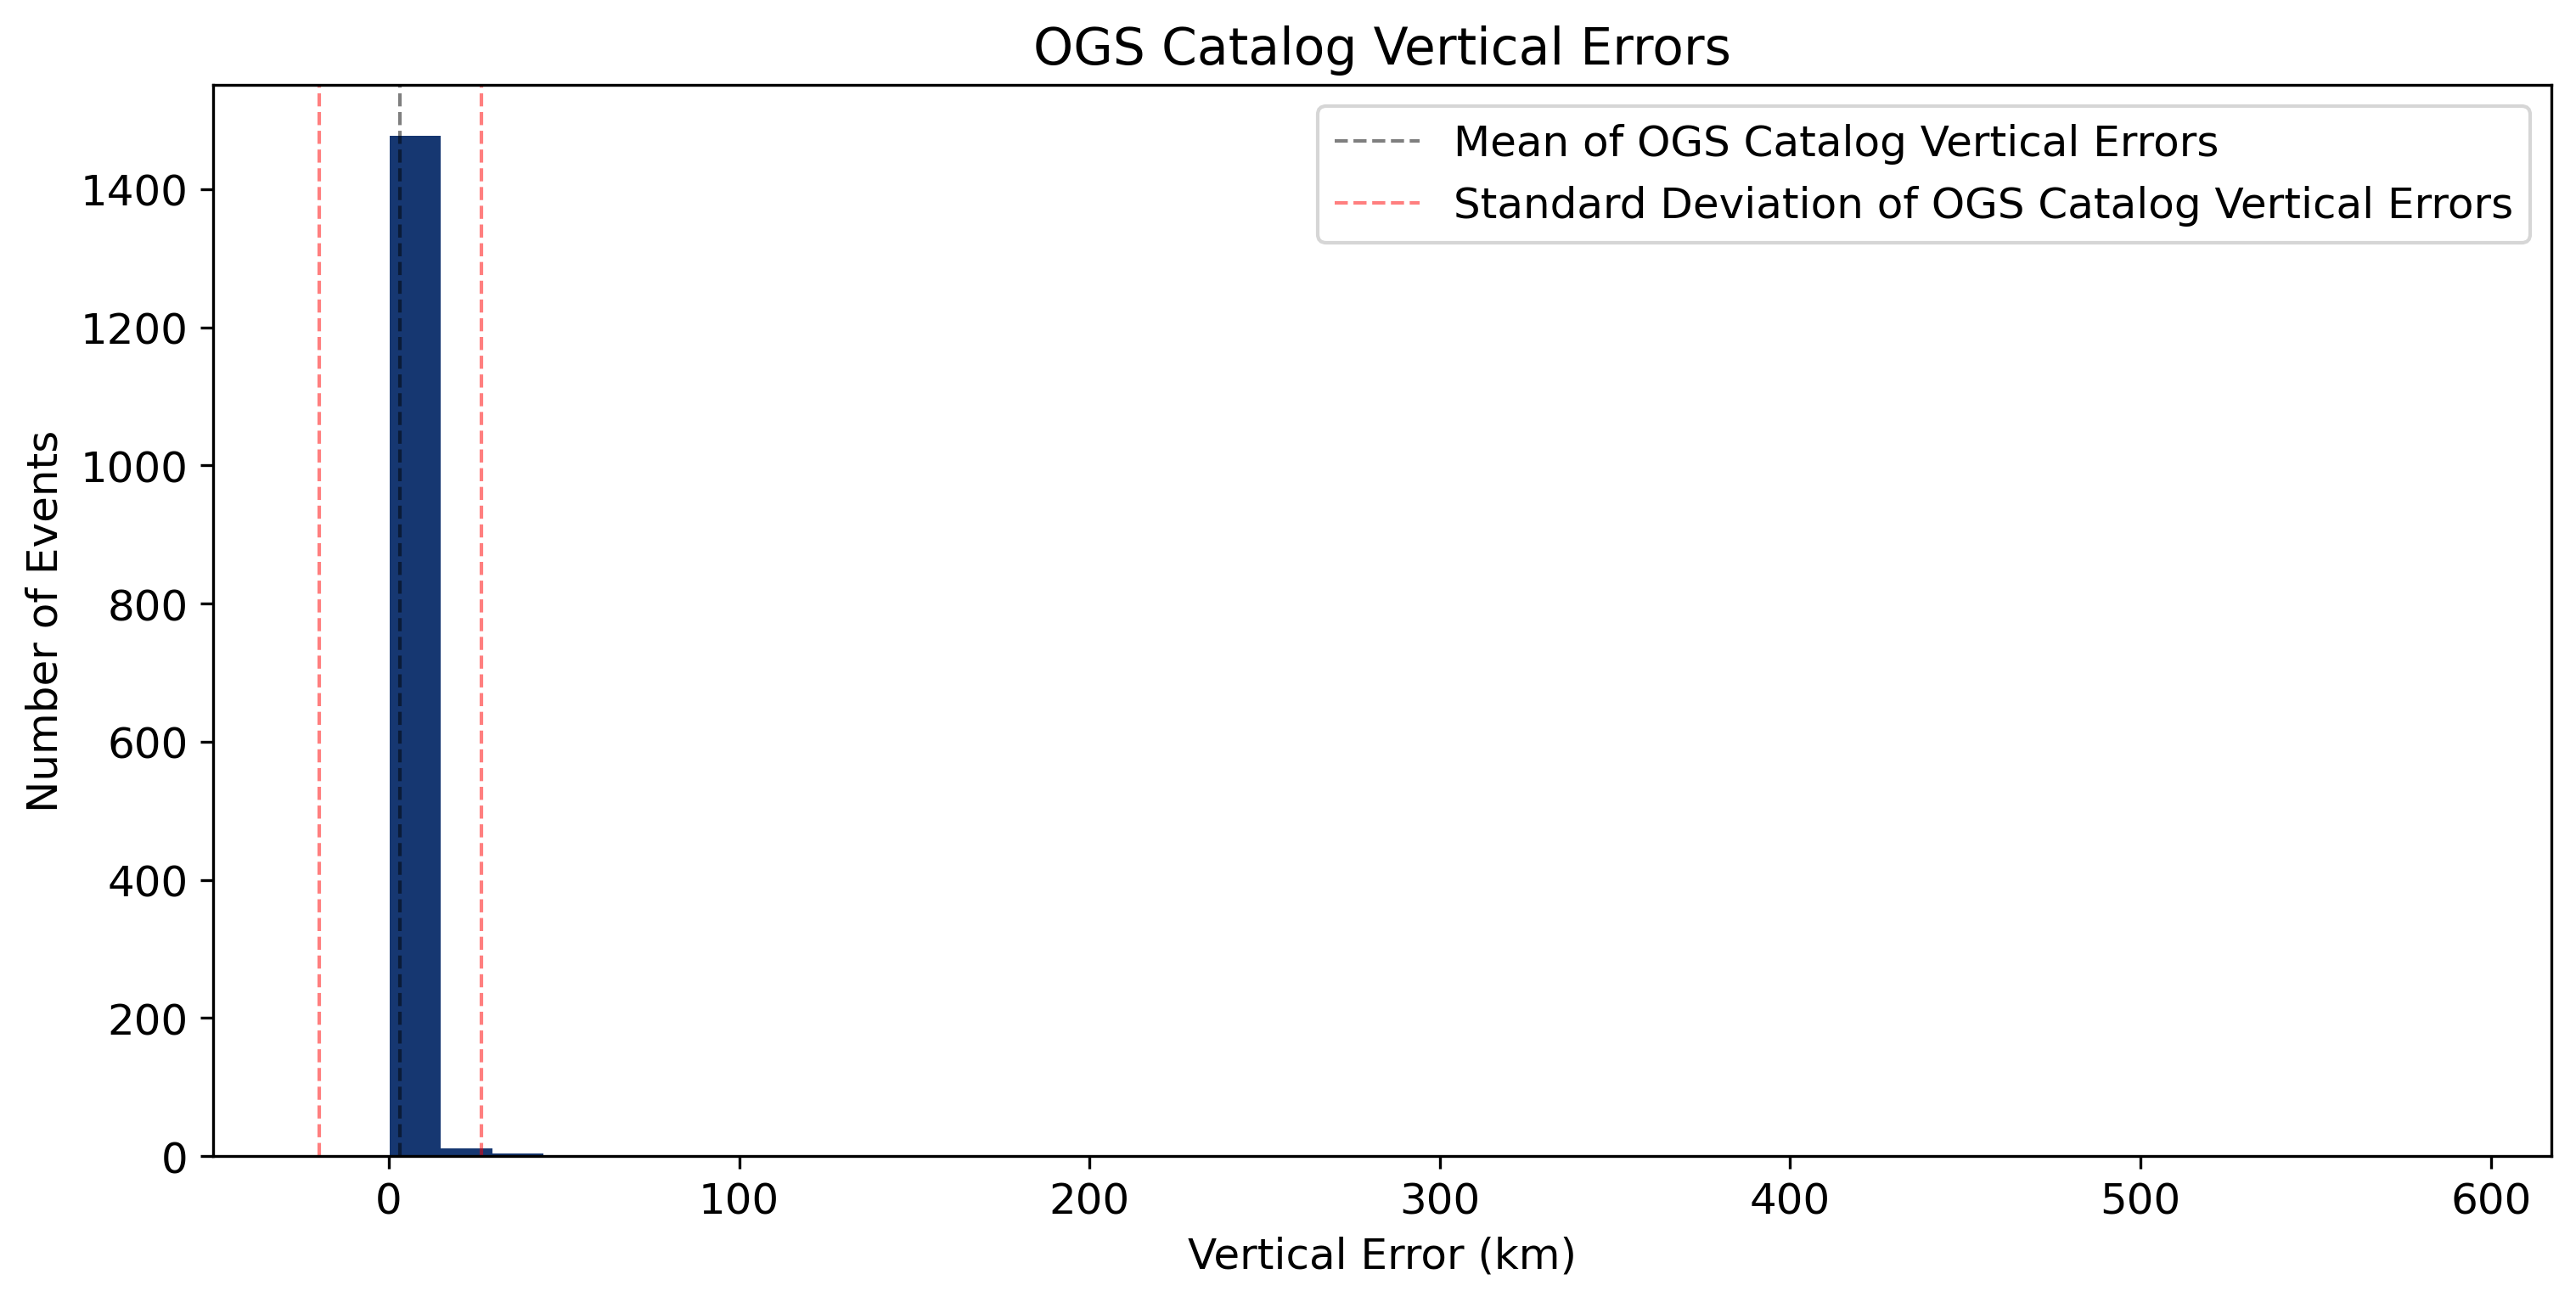 OGS Catalog Vertical Errors
Mean of OGS Catalog Vertical Errors
Standard Deviation of OGS Catalog Vertical Errors
Number of Events
1400
1200
1000
800
600
400
200
0
0 100 200 300 400 500 600
Vertical Error (km)